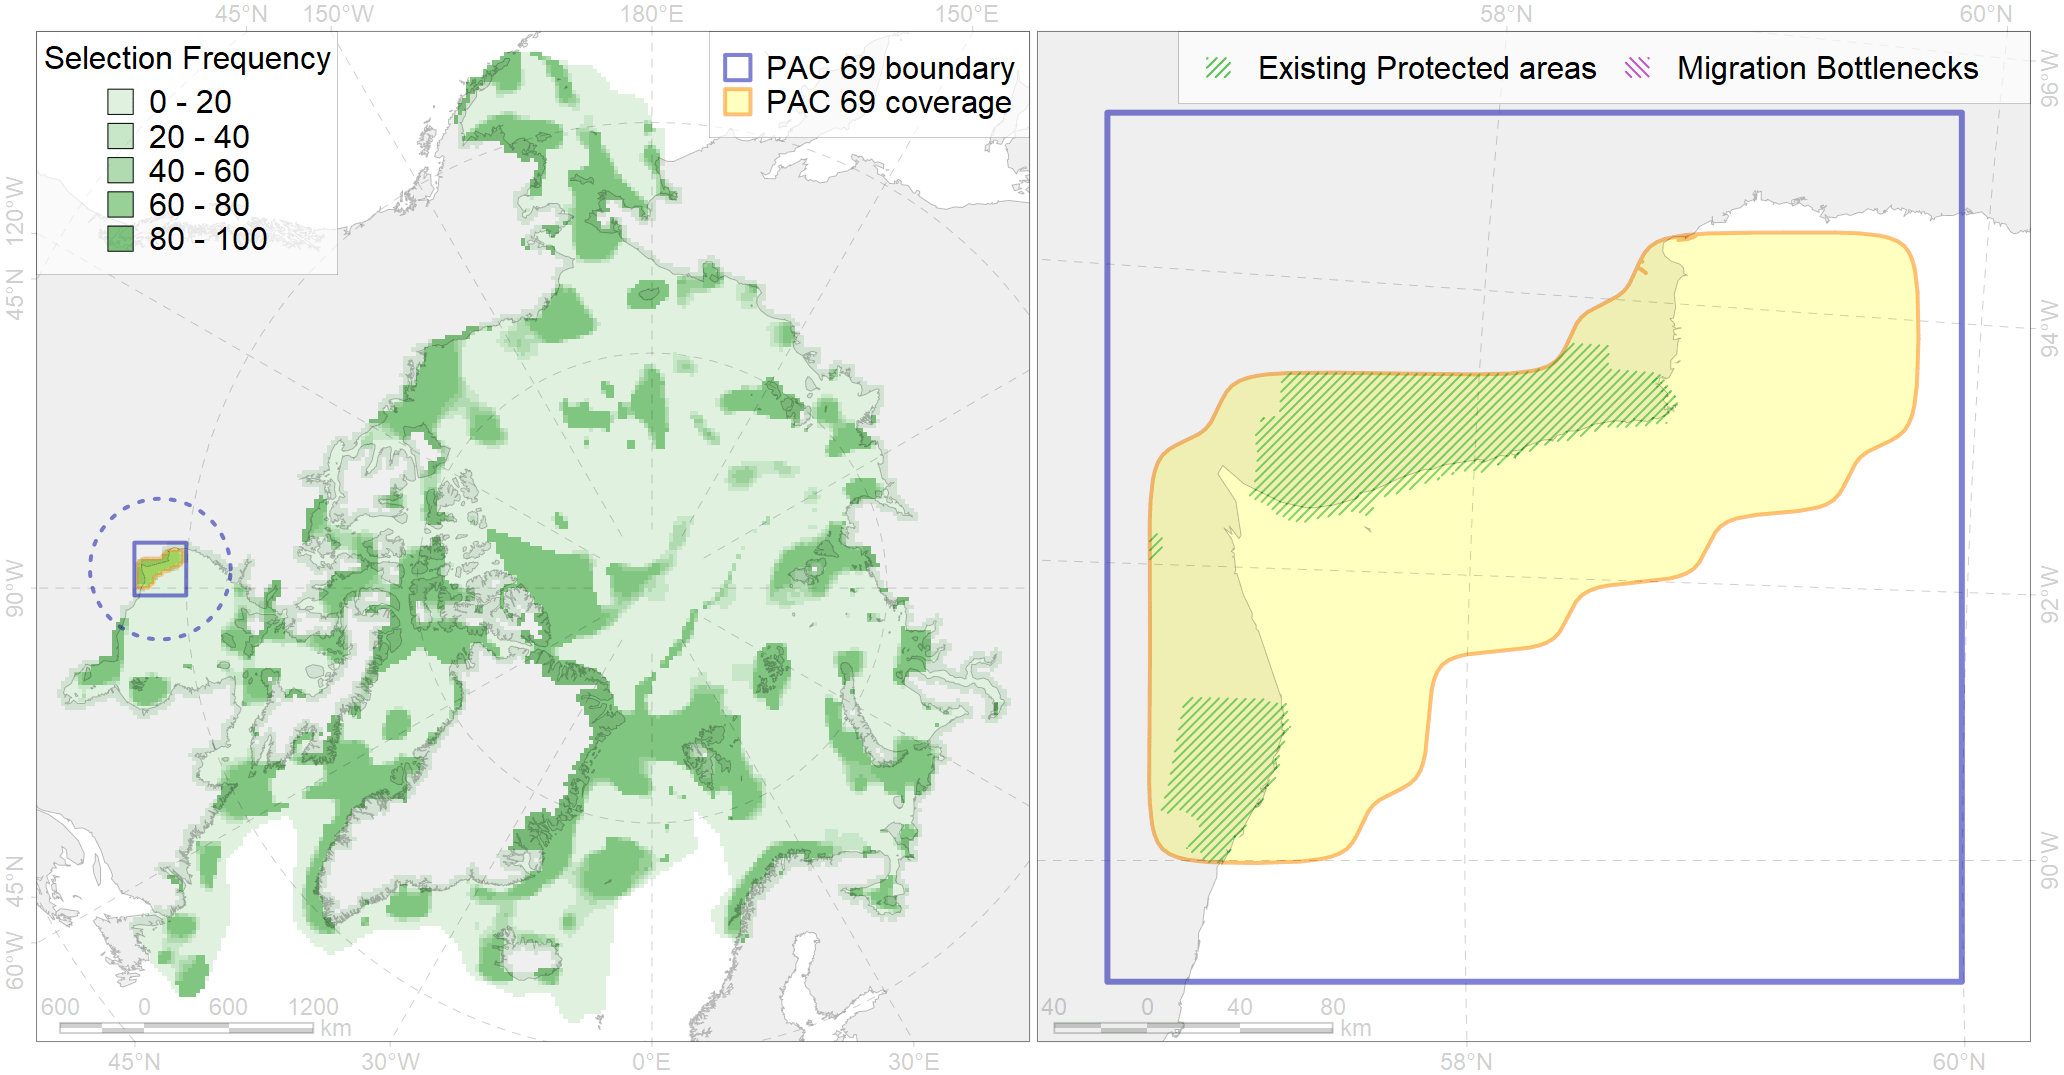 45°N 150°W 180°E 150°E 58°N 60°N
Selection Frequency
0 - 20
20 - 40
40 - 60
60 - 80
80 - 100
PAC 69 boundary
PAC 69 coverage
Existing Protected areas Migration Bottlenecks
120°W
45°N
90°W
45°N
60°W
96°W
94°W
92°W
90°W
600 0 600 1200
km
40 0 40 80
km
45°N 30°W 0°E 30°E 58°N 60°N